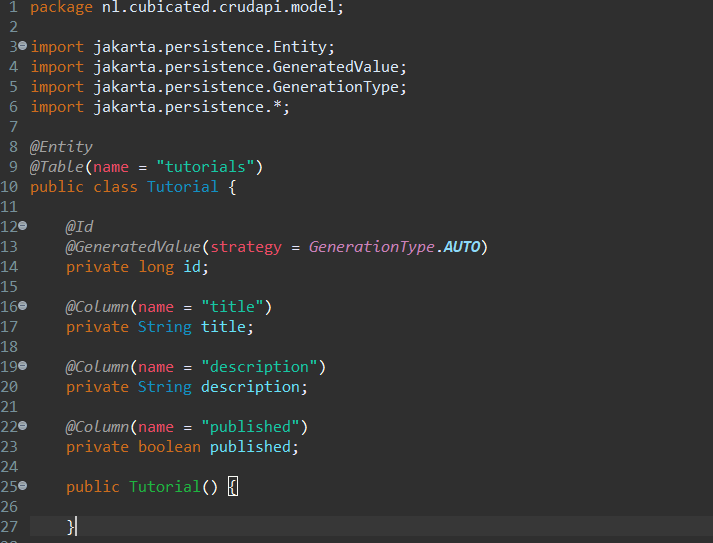 1 package nl.cubicated.crudapi.model;
2
3 import jakarta.persistence.Entity;
4 import jakarta.persistence.GeneratedValue;
5 import jakarta.persistence.GenerationType;
6 import jakarta.persistence.*;
7
8 @Entity
9 @Table(name = "tutorials")
10 public class Tutorial {
11
12     @Id
13     @GeneratedValue(strategy = GenerationType.AUTO)
14     private long id;
15
16     @Column(name = "title")
17     private String title;
18
19     @Column(name = "description")
20     private String description;
21
22     @Column(name = "published")
23     private boolean published;
24
25     public Tutorial() {
26
27     }